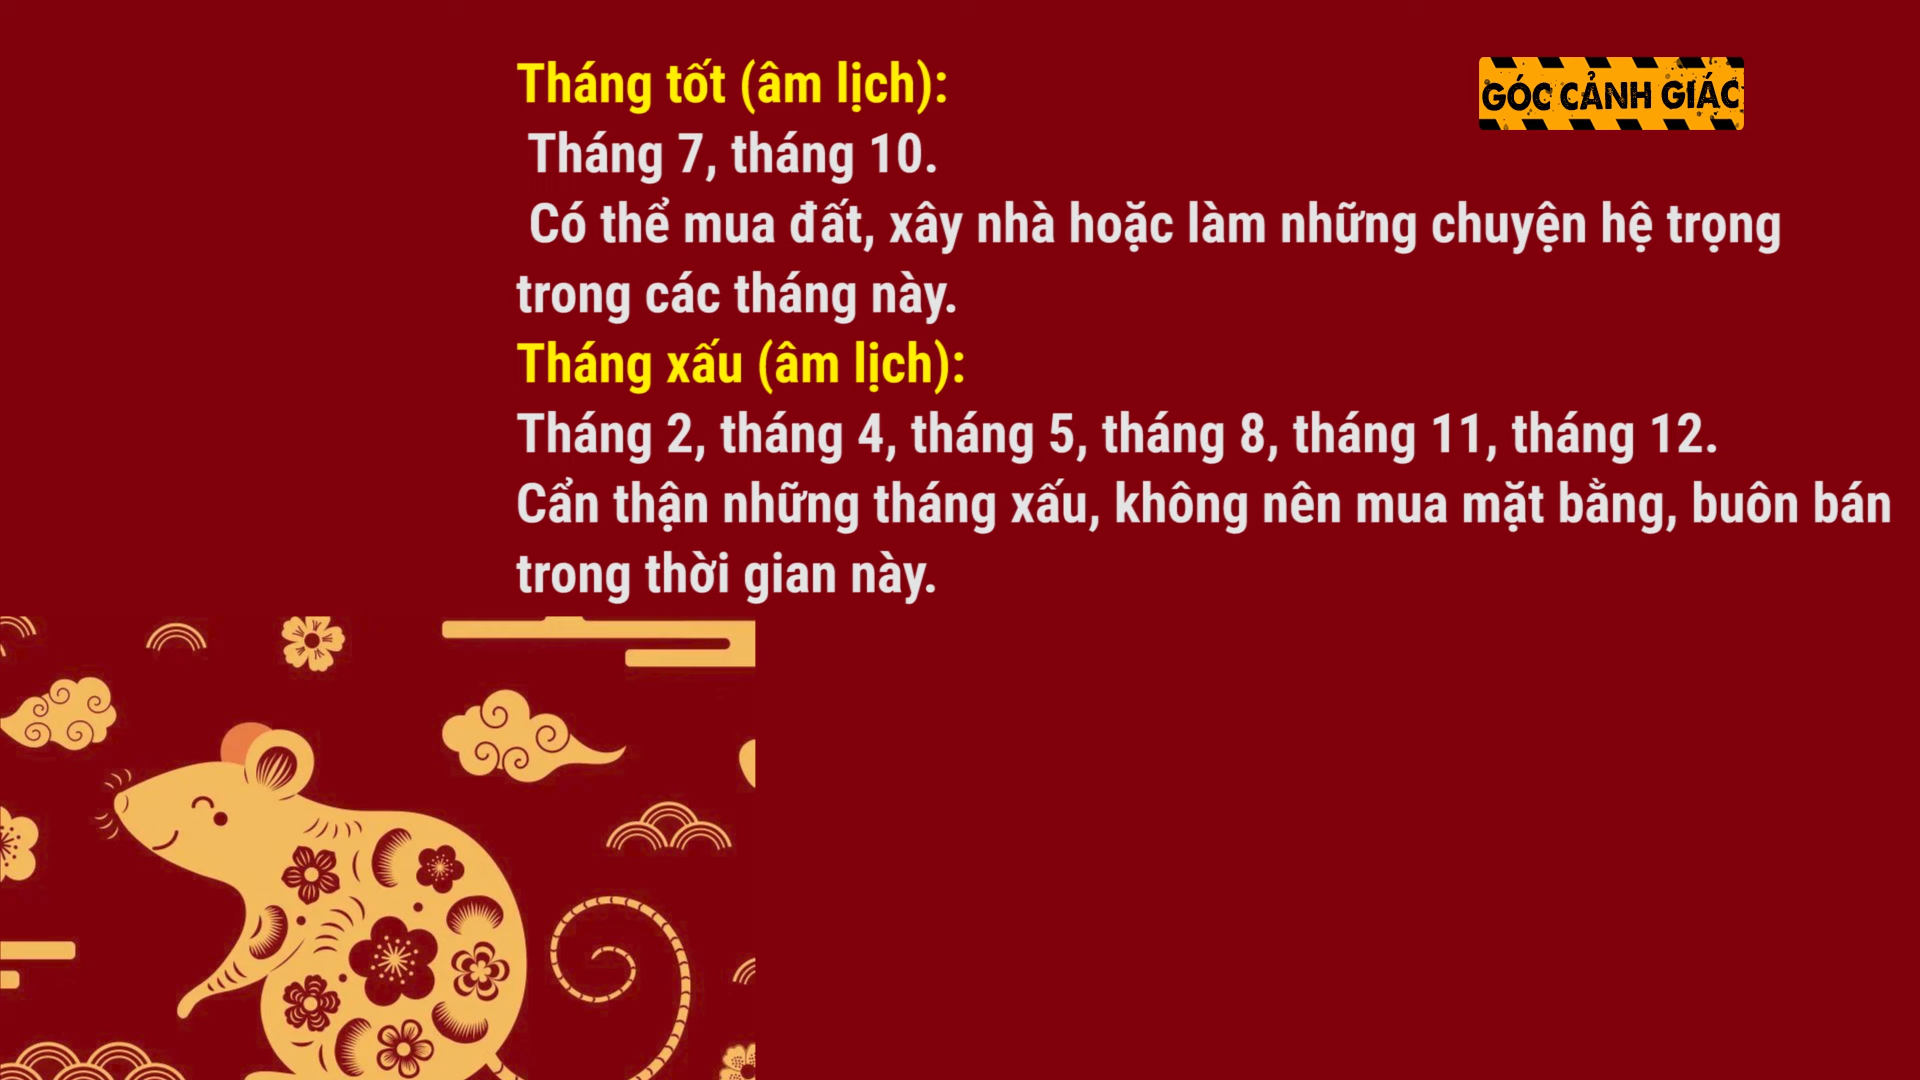 Tháng tốt (âm lịch):
GÓC CẢNH GIÁC
Tháng 7, tháng 10.
Có thể mua đất, xây nhà hoặc làm những chuyện hệ trọng
trong các tháng này.
Tháng xấu (âm lịch):
Tháng 2, tháng 4, tháng 5, tháng 8, tháng 11, tháng 12.
Cẩn thận những tháng xấu, không nên mua mặt bằng, buôn bán
trong thời gian này.